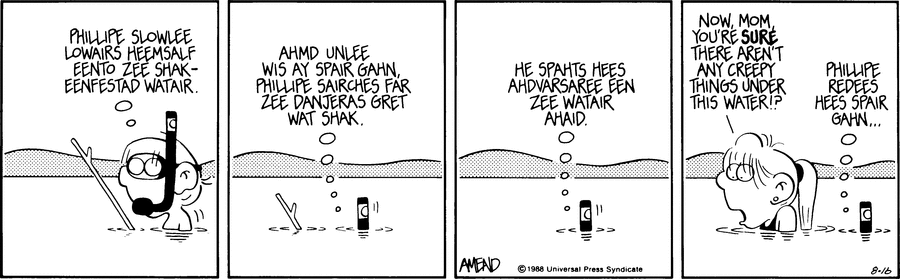 PHILLIPE SLOWLEE
LOWAIRS HEEMSALF
EENTO ZEE SHAK-
EENFESTAD WATAIR.
AHMD UNLEE
WIS AY SPAIR GAHN,
PHILLIPE SAIRCHES FAR
ZEE DANJERAS GRET
WAT SHAK.
HE SPAHTS HEES
AHDVARSAREE EEN
ZEE WATAIR
AHAID.
AMEND
©1988 Universal Press Syndicate
NOW, MOM,
YOU'RE SURE
THERE AREN'T
ANY CREEPY
THINGS UNDER
THIS WATER!?
PHILLIPE
REDEES
HEES SPAIR
GAHN...
8-16